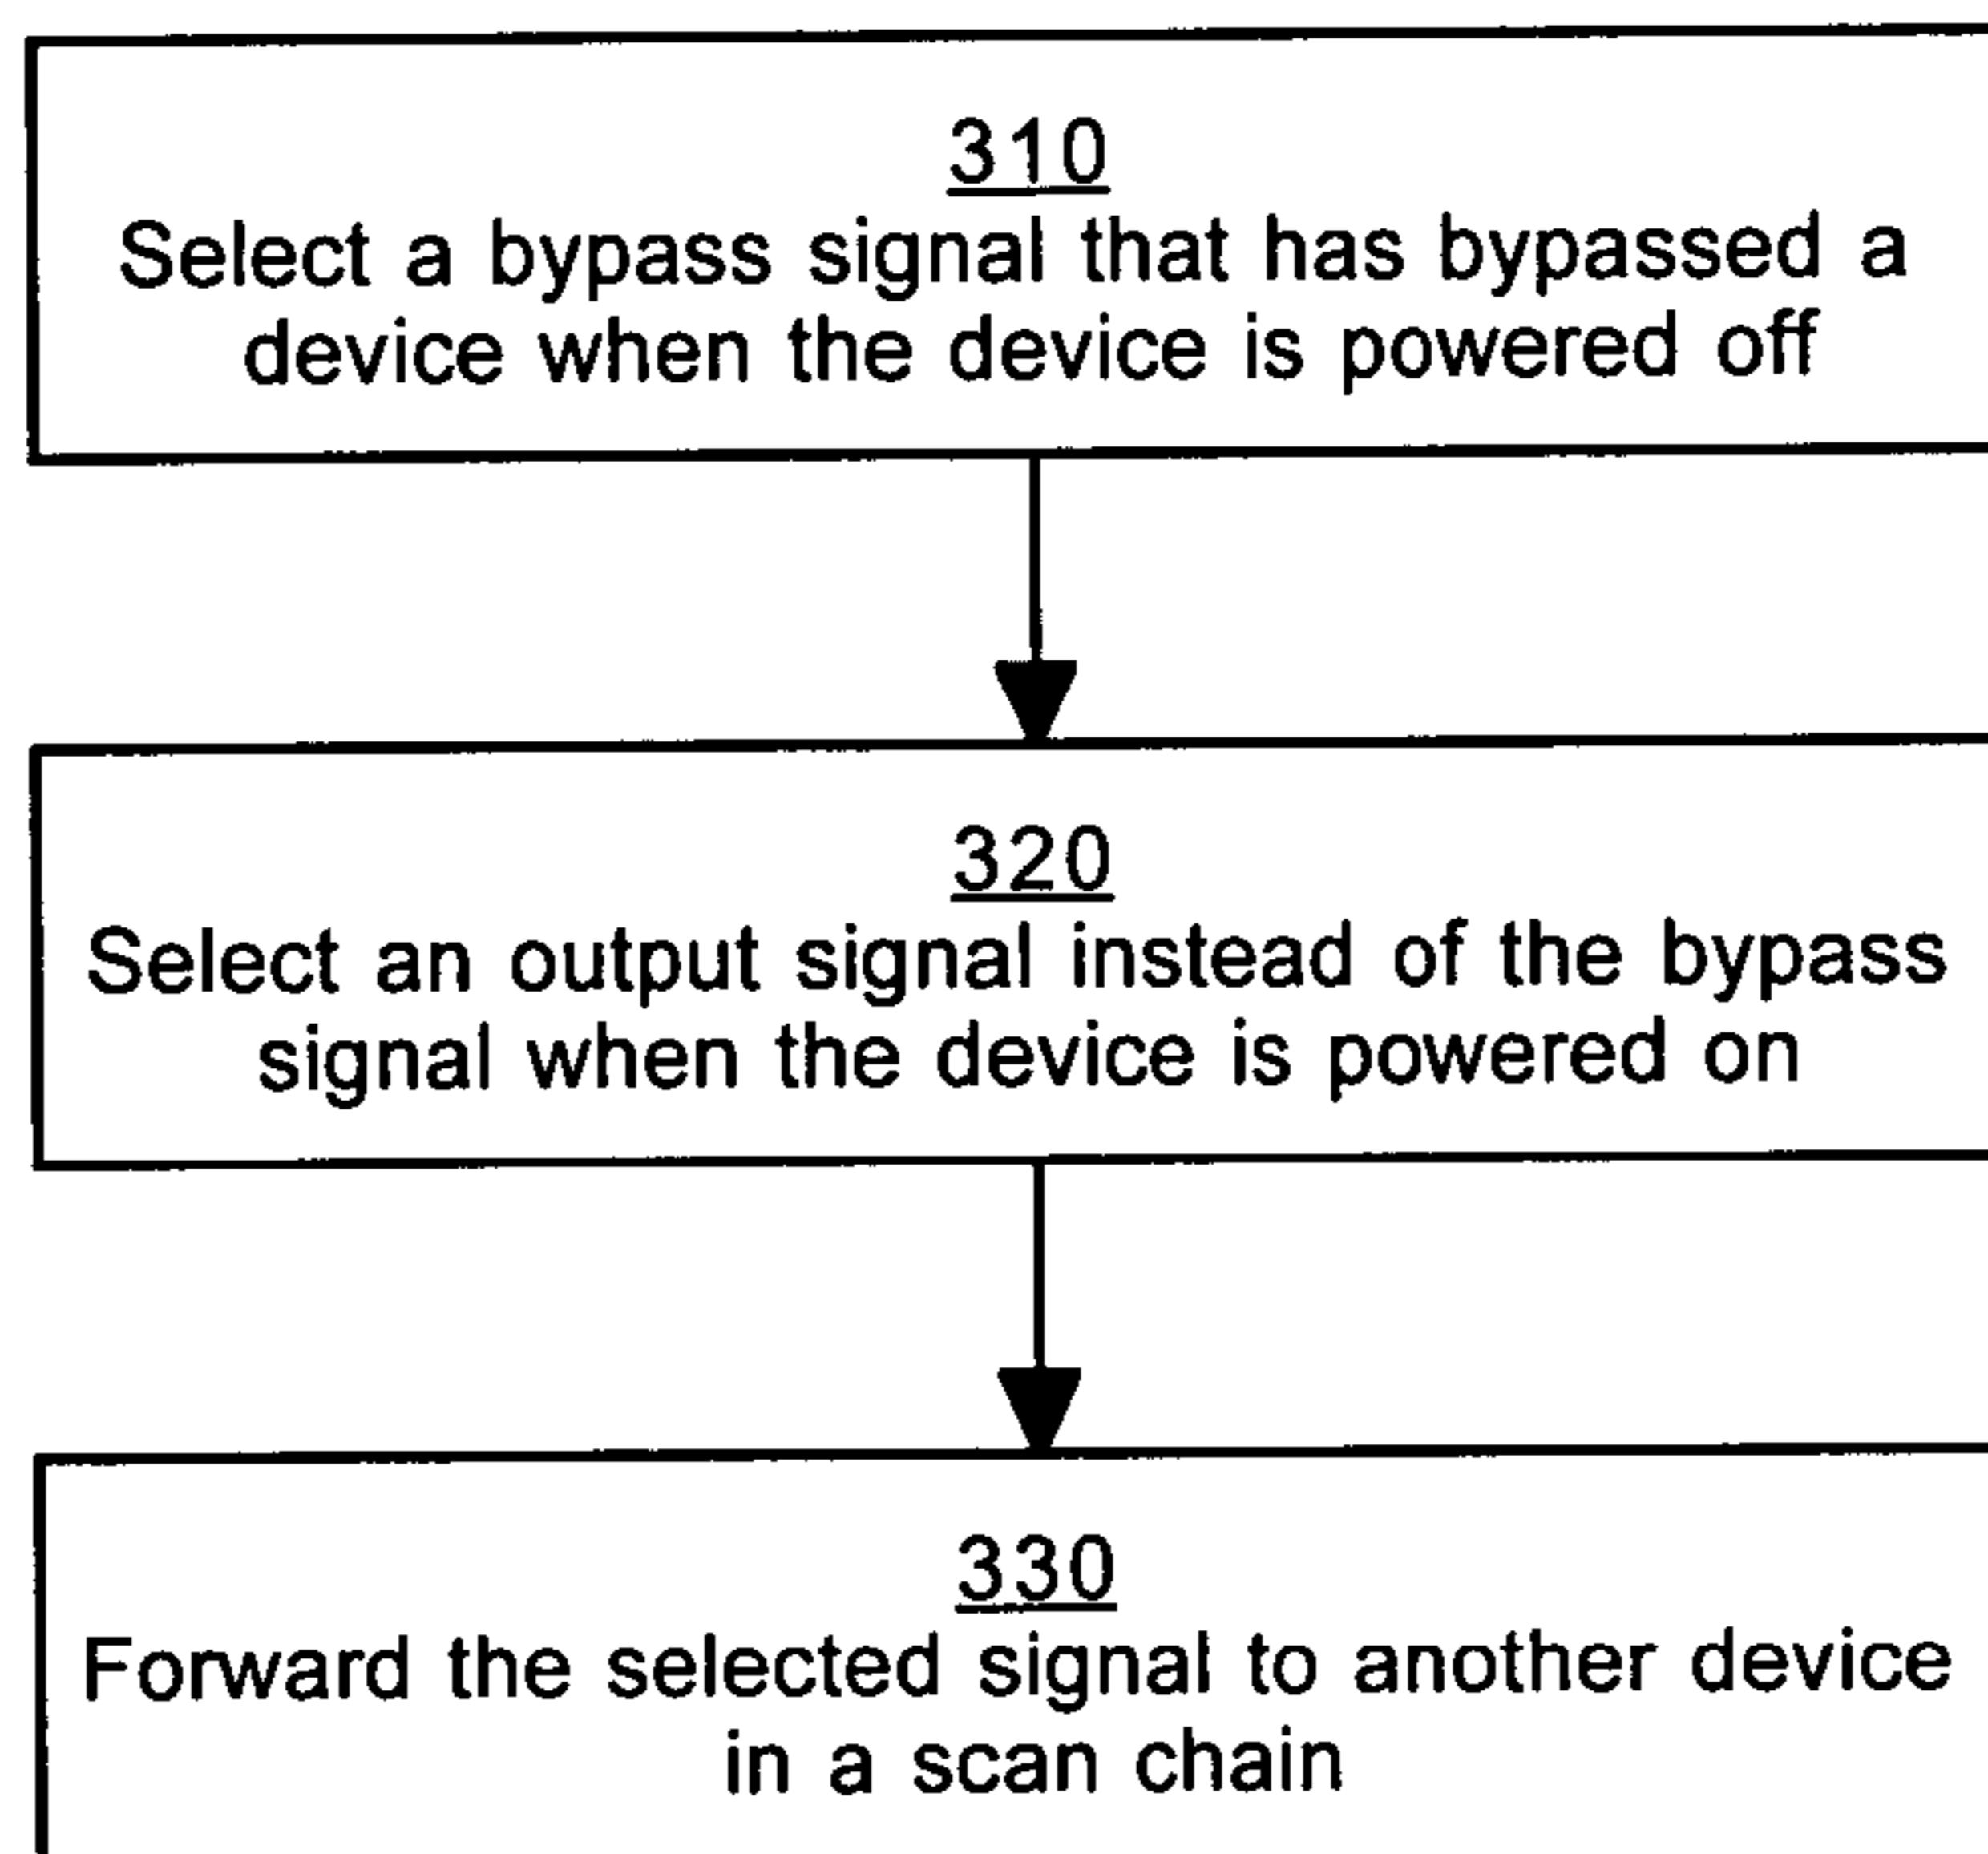 310
Select a bypass signal that has bypassed a
device when the device is powered off
320
Select an output signal instead of the bypass
signal when the device is powered on
330
Forward the selected signal to another device
in a scan chain